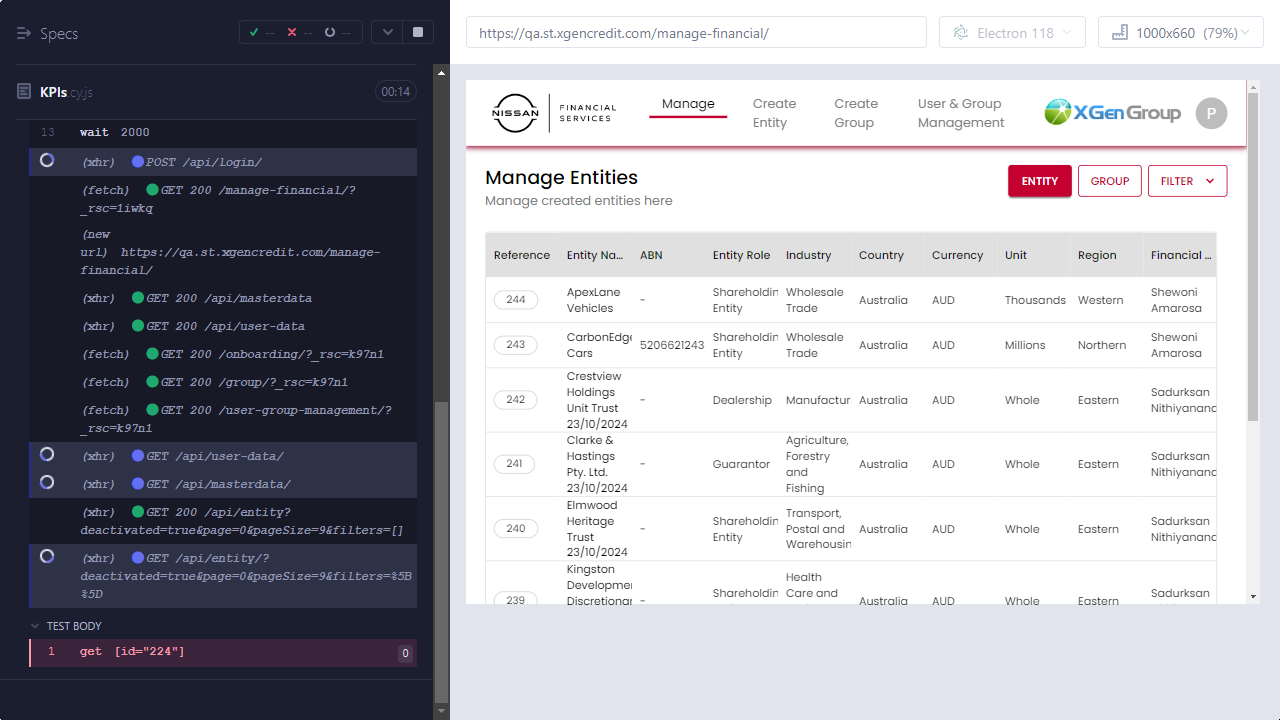 Specs
-- -- --
https://qa.st.xgencredit.com/manage-financial/
Electron 118
1000x660 (79%)
KPIs.cy.js
00:14
13 wait 2000
(xhr) POST /api/login/
(fetch) GET 200 /manage-financial/?
_rsc=1iwkq
(new
url) https://qa.st.xgencredit.com/manage-
financial/
(xhr) GET 200 /api/masterdata
(xhr) GET 200 /api/user-data
(fetch) GET 200 /onboarding/?_rsc=k97n1
(fetch) GET 200 /group/?_rsc=k97n1
(fetch) GET 200 /user-group-management/?
_rsc=k97n1
(xhr) GET /api/user-data/
(xhr) GET /api/masterdata/
(xhr) GET 200 /api/entity?
deactivated=true&page=0&pageSize=9&filters=[]
(xhr) GET /api/entity/?
deactivated=true&page=0&pageSize=9&filters=%5B
%5D
TEST BODY
1 get [id="224"] 0
NISSAN
FINANCIAL
SERVICES
Manage
Create
Entity
Create
Group
User & Group
Management
XGenGroup
P
Manage Entities
Manage created entities here
ENTITY
GROUP
FILTER
Reference Entity Na... ABN Entity Role Industry Country Currency Unit Region Financial ...
244
ApexLane
Vehicles
-
Shareholdin
Entity
Wholesale
Trade
Australia
AUD
Thousands
Western
Shewoni
Amarosa
243
CarbonEdge
Cars
5206621243
Shareholdin
Entity
Wholesale
Trade
Australia
AUD
Millions
Northern
Shewoni
Amarosa
242
Crestview
Holdings
Unit Trust
23/10/2024
-
Dealership
Manufactur
Australia
AUD
Whole
Eastern
Sadurksan
Nithiyanand
241
Clarke &
Hastings
Pty. Ltd.
23/10/2024
-
Guarantor
Agriculture,
Forestry
and
Fishing
Australia
AUD
Whole
Eastern
Sadurksan
Nithiyanand
240
Elmwood
Heritage
Trust
23/10/2024
-
Shareholdin
Entity
Transport,
Postal and
Warehousin
Australia
AUD
Whole
Eastern
Sadurksan
Nithiyanand
239
Kingston
Developmen
Discretionar
-
Shareholdin
Health
Care and
Australia
AUD
Whole
Eastern
Sadurksan